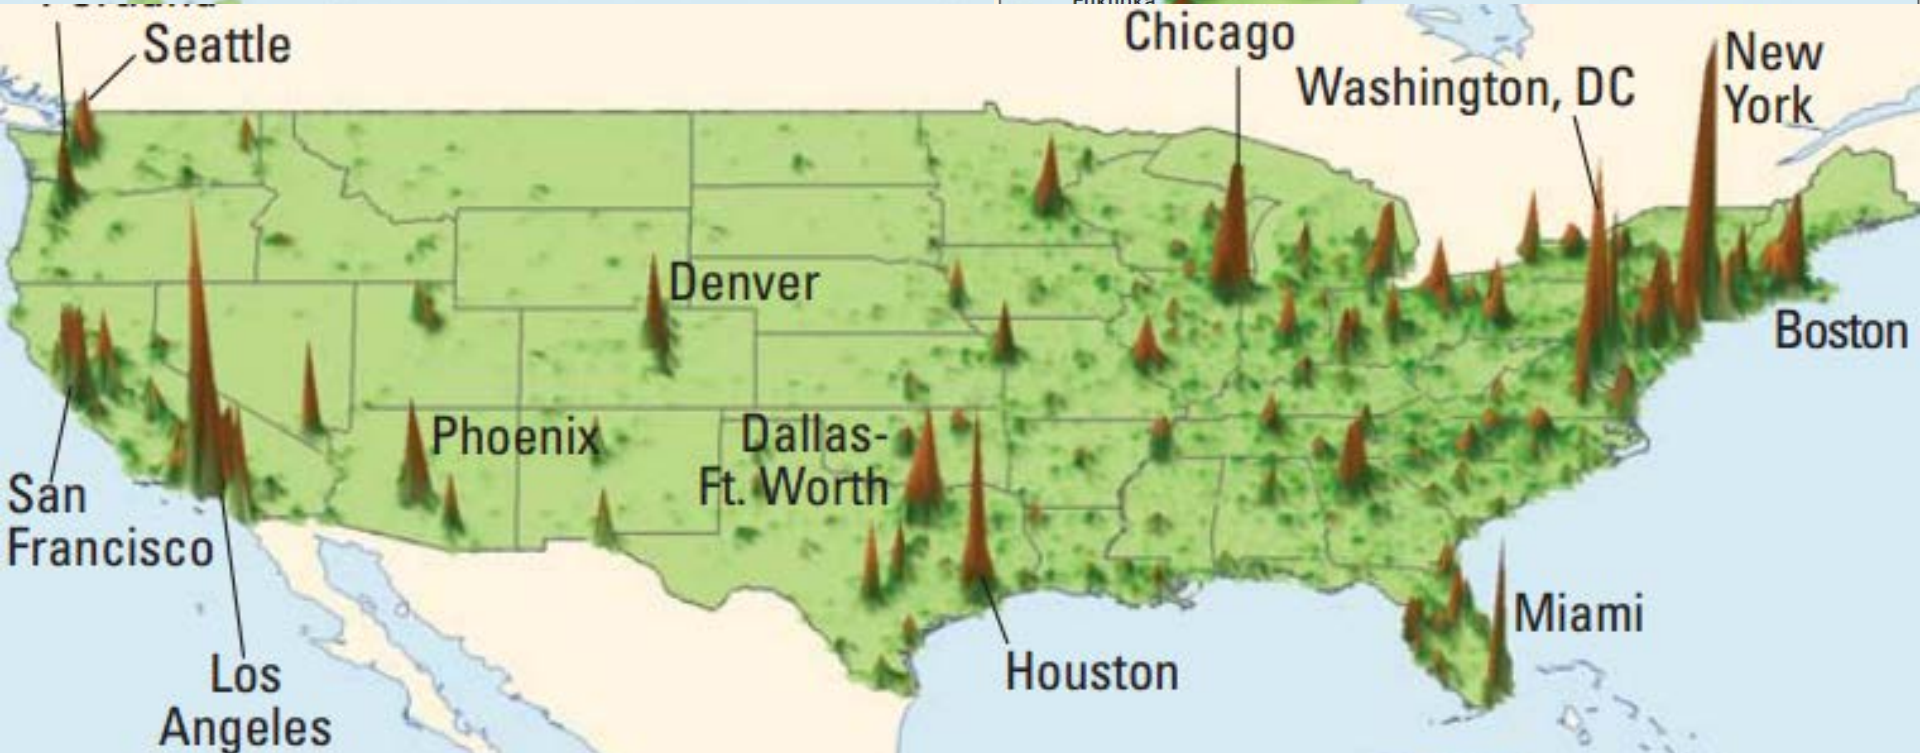 Seattle
Chicago
Washington, DC
New
York
Denver
Boston
Phoenix
Dallas-
Ft. Worth
San
Francisco
Miami
Houston
Los
Angeles